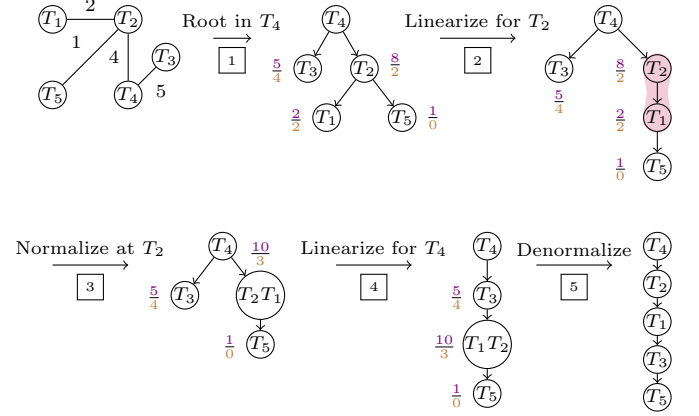 2
T1 T2
Root in T4
1
T4
Linearize for T2
2
T4
1
4
T3
5
T5
T4
5/4
T3
T2
8/2
T3
8/2
T2
5/4
2/2
T1
T5
1/0
2/2
T1
1/0
T5
Normalize at T2
3
T4
10/3
5/4
T3
T2T1
1/0
T5
Linearize for T4
4
T4
5/4
T3
10/3
T1T2
1/0
T5
Denormalize
5
T4
T2
T1
T3
T5